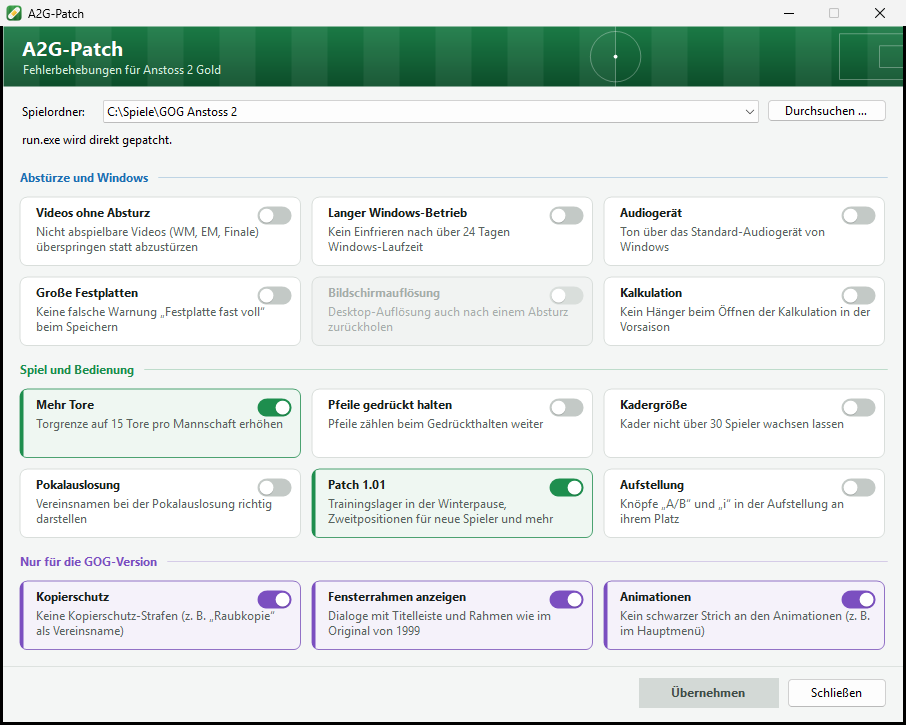 A2G-Patch
A2G-Patch
Fehlerbehebungen für Anstoss 2 Gold
Spielordner:
C:\Spiele\GOG Anstoss 2
Durchsuchen ...
run.exe wird direkt gepatcht.
Abstürze und Windows
Videos ohne Absturz
Nicht abspielbare Videos (WM, EM, Finale)
überspringen statt abzustürzen
Langer Windows-Betrieb
Kein Einfrieren nach über 24 Tagen
Windows-Laufzeit
Audiogerät
Ton über das Standard-Audiogerät von
Windows
Große Festplatten
Keine falsche Warnung „Festplatte fast voll“
beim Speichern
Bildschirmauflösung
Desktop-Auflösung auch nach einem Absturz
zurückholen
Kalkulation
Kein Hänger beim Öffnen der Kalkulation in der
Vorsaison
Spiel und Bedienung
Mehr Tore
Torgrenze auf 15 Tore pro Mannschaft erhöhen
Pfeile gedrückt halten
Pfeile zählen beim Gedrückthalten weiter
Kadergröße
Kader nicht über 30 Spieler wachsen lassen
Pokalauslosung
Vereinsnamen bei der Pokalauslosung richtig
darstellen
Patch 1.01
Trainingslager in der Winterpause,
Zweitpositionen für neue Spieler und mehr
Aufstellung
Knöpfe „A/B“ und „i“ in der Aufstellung an
ihrem Platz
Nur für die GOG-Version
Kopierschutz
Keine Kopierschutz-Strafen (z. B. „Raubkopie“
als Vereinsname)
Fensterrahmen anzeigen
Dialoge mit Titelleiste und Rahmen wie im
Original von 1999
Animationen
Kein schwarzer Strich an den Animationen (z. B.
im Hauptmenü)
Übernehmen
Schließen